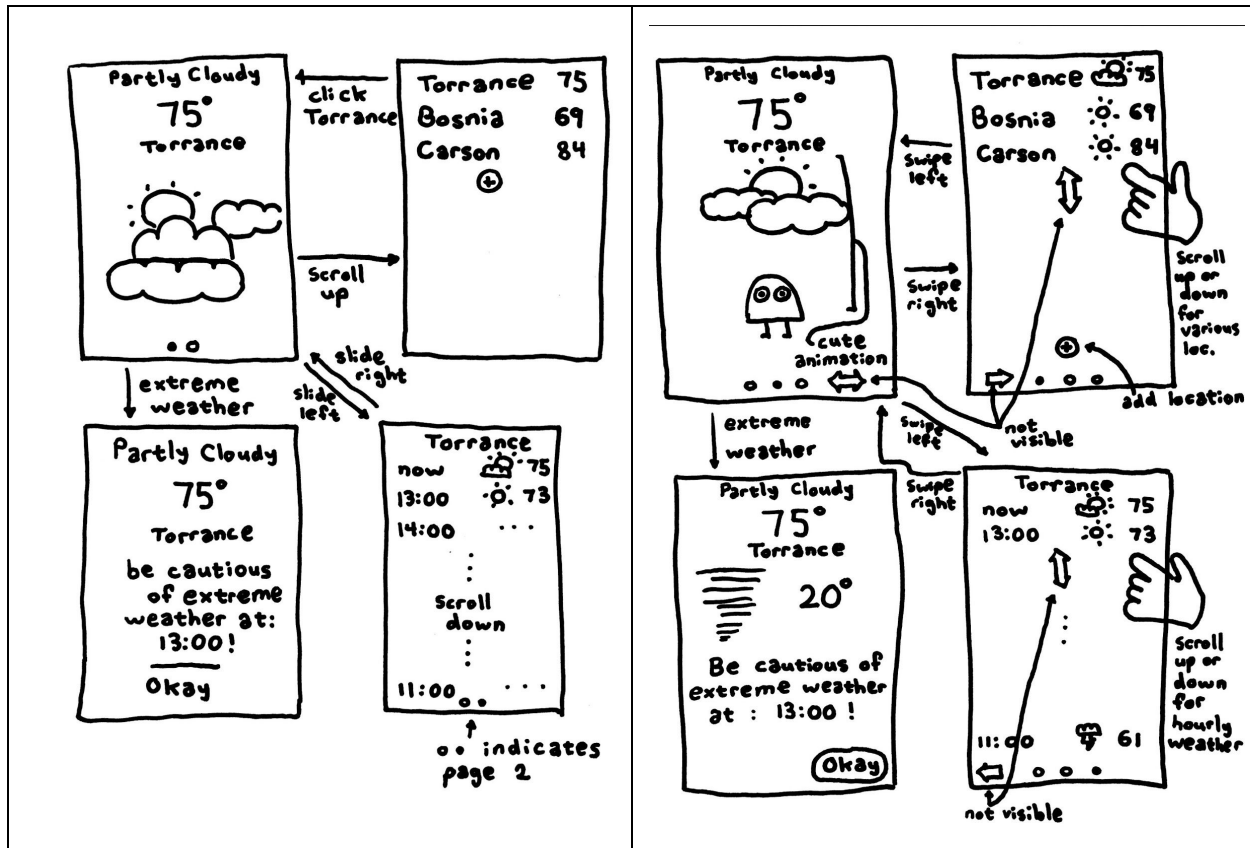 Partly Cloudy
75°
Torrance
click
Torrance
Torrance 75
Bosnia 69
Carson 84
Scroll
up
extreme
weather
slide
right
slide
left
Partly Cloudy
75°
Torrance
be cautious
of extreme
weather at:
13:00!
Okay
Torrance
now 75
13:00 73
14:00 ...
Scroll
down
11:00 ...
indicates
page 2
Partly Cloudy
75°
Torrance
cute
animation
swipe
left
Swipe
right
Torrance 75
Bosnia 69
Carson 84
Scroll
up or
down
for
various
loc.
add location
not
visible
extreme
weather
Swipe
left
Swipe
right
Partly Cloudy
75°
Torrance
20°
Be cautious of
extreme weather
at : 13:00 !
Okay
Torrance
now 75
13:00 73
11:00 61
Scroll
up or
down
for
hourly
weather
not visible